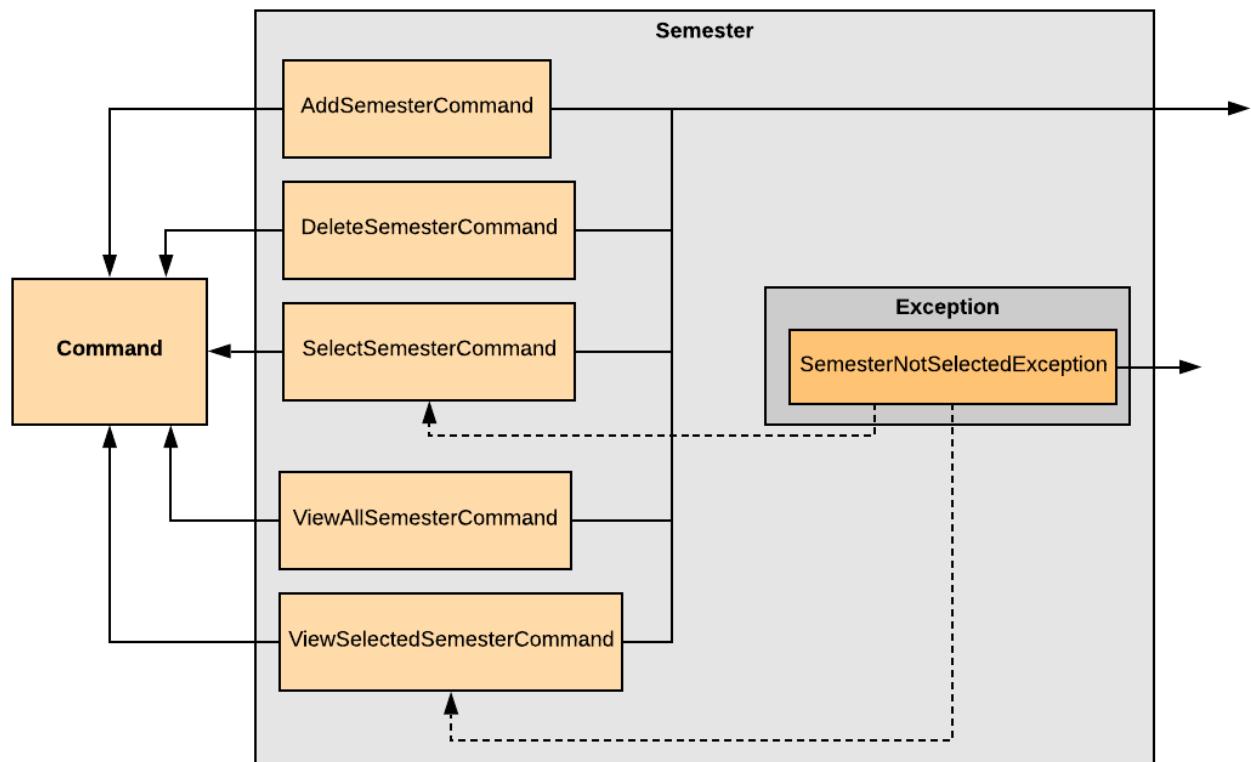 Semester
AddSemesterCommand
DeleteSemesterCommand
Exception
Command
SelectSemesterCommand
SemesterNotSelectedException
ViewAllSemesterCommand
ViewSelectedSemesterCommand